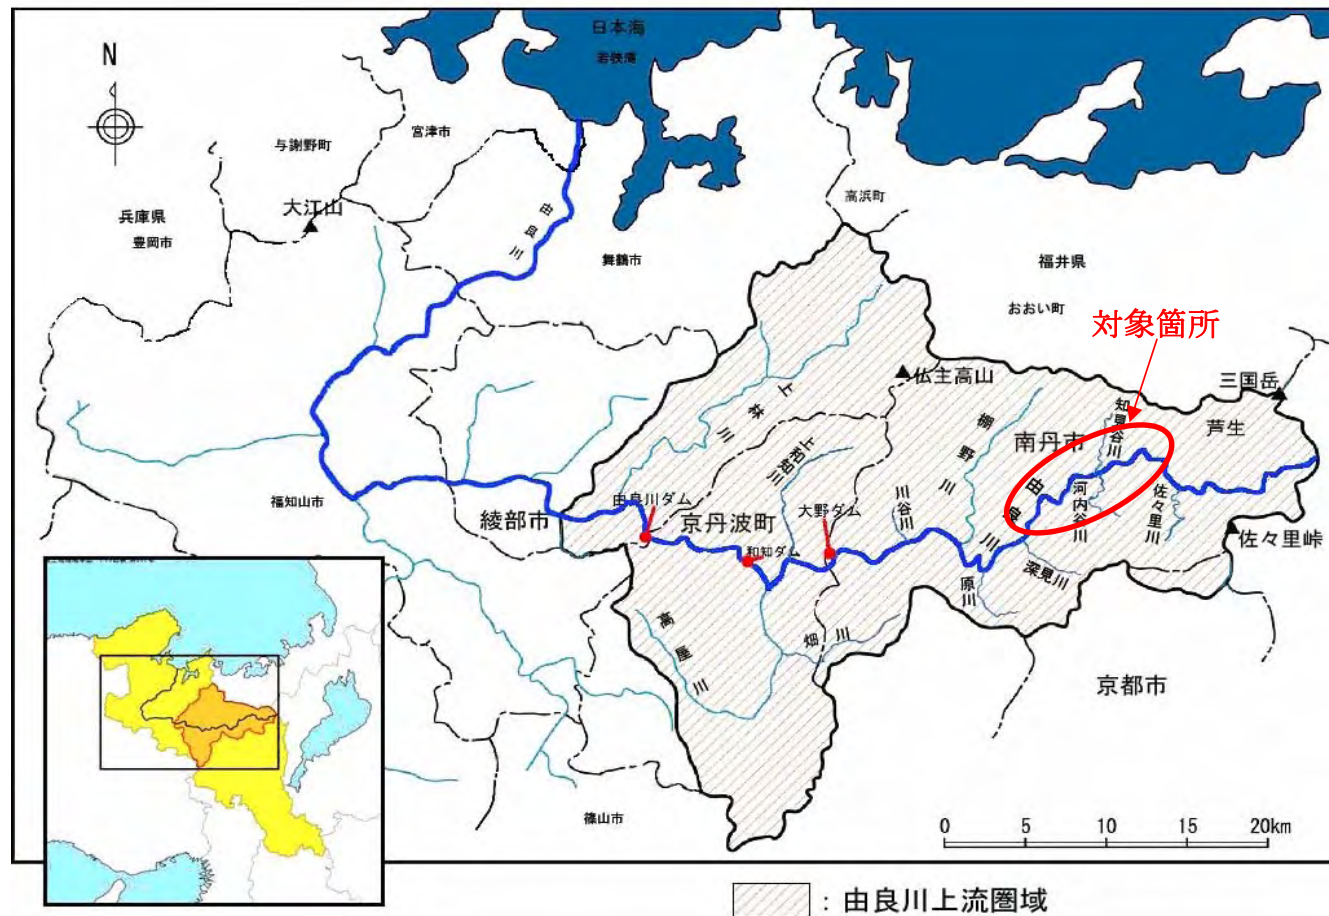 日本海
若狭湾
N
宮津市
与謝野町
大江山
兵庫県
豊岡市
由良川
舞鶴市
高浜町
福井県
おおい町
対象箇所
仏主高山
三国岳
知見谷川
芦生
上林川
上和知川
棚野川
南丹市
由良川
河内谷川
佐々里川
福知山市
綾部市
由良川ダム
京丹波町
大野ダム
川谷川
和知ダム
佐々里峠
原川
深見川
高屋川
畑川
京都市
篠山市
0 5 10 15 20km
：由良川上流圏域